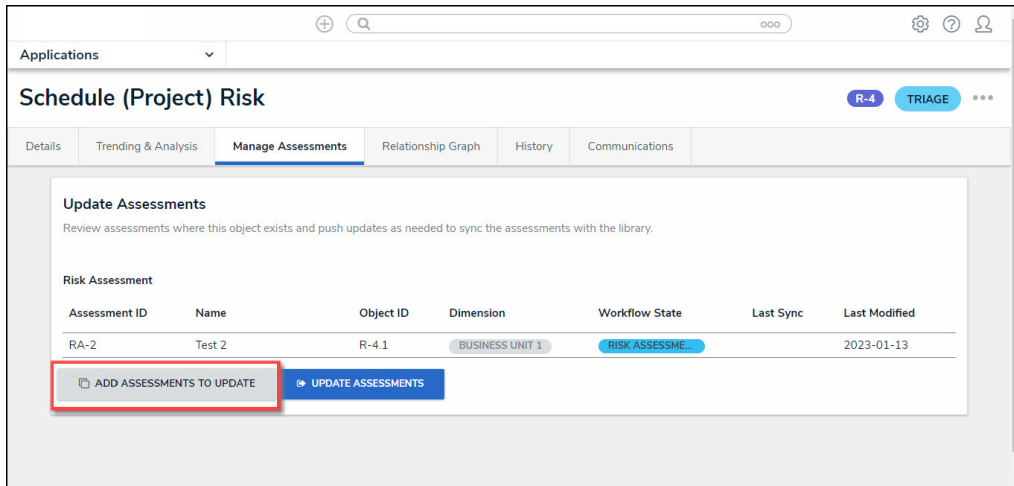 Applications
Schedule (Project) Risk
R-4 TRIAGE
Details Trending & Analysis Manage Assessments Relationship Graph History Communications
Update Assessments
Review assessments where this object exists and push updates as needed to sync the assessments with the library.
Risk Assessment
Assessment ID Name Object ID Dimension Workflow State Last Sync Last Modified
RA-2 Test 2 R-4.1 BUSINESS UNIT 1 RISK ASSESSME... 2023-01-13
ADD ASSESSMENTS TO UPDATE UPDATE ASSESSMENTS